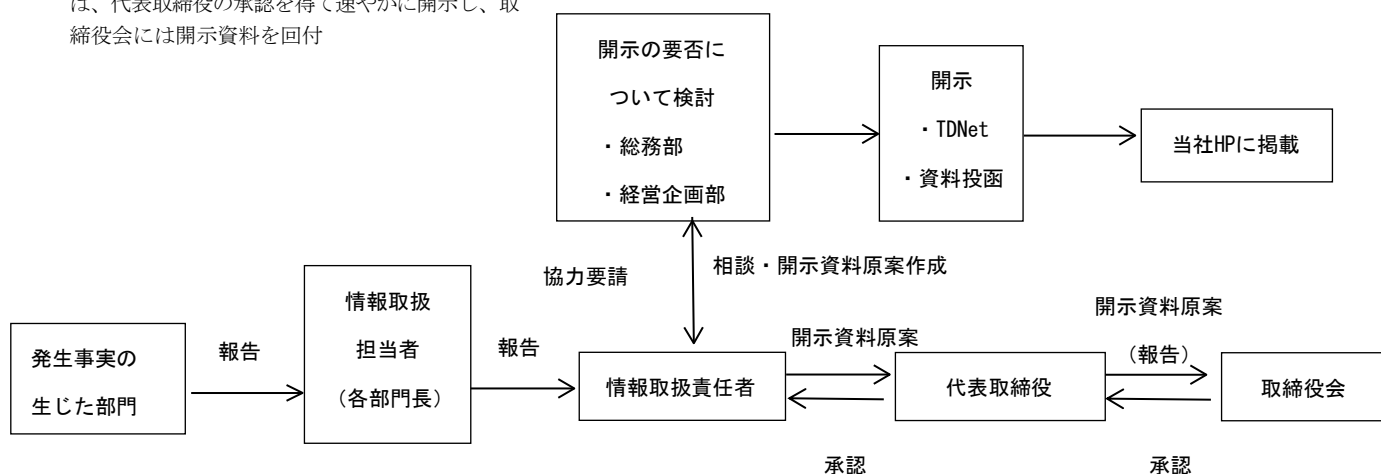 は、代表取締役の承認を得て速やかに開示し、取
締役会には開示資料を回付
開示の要否に
ついて検討
・総務部
・経営企画部
開示
・TDNet
・資料投函
当社HPに掲載
協力要請
相談・開示資料原案作成
発生事実の
生じた部門
報告
情報取扱
担当者
（各部門長）
報告
情報取扱責任者
開示資料原案
承認
代表取締役
開示資料原案
（報告）
承認
取締役会